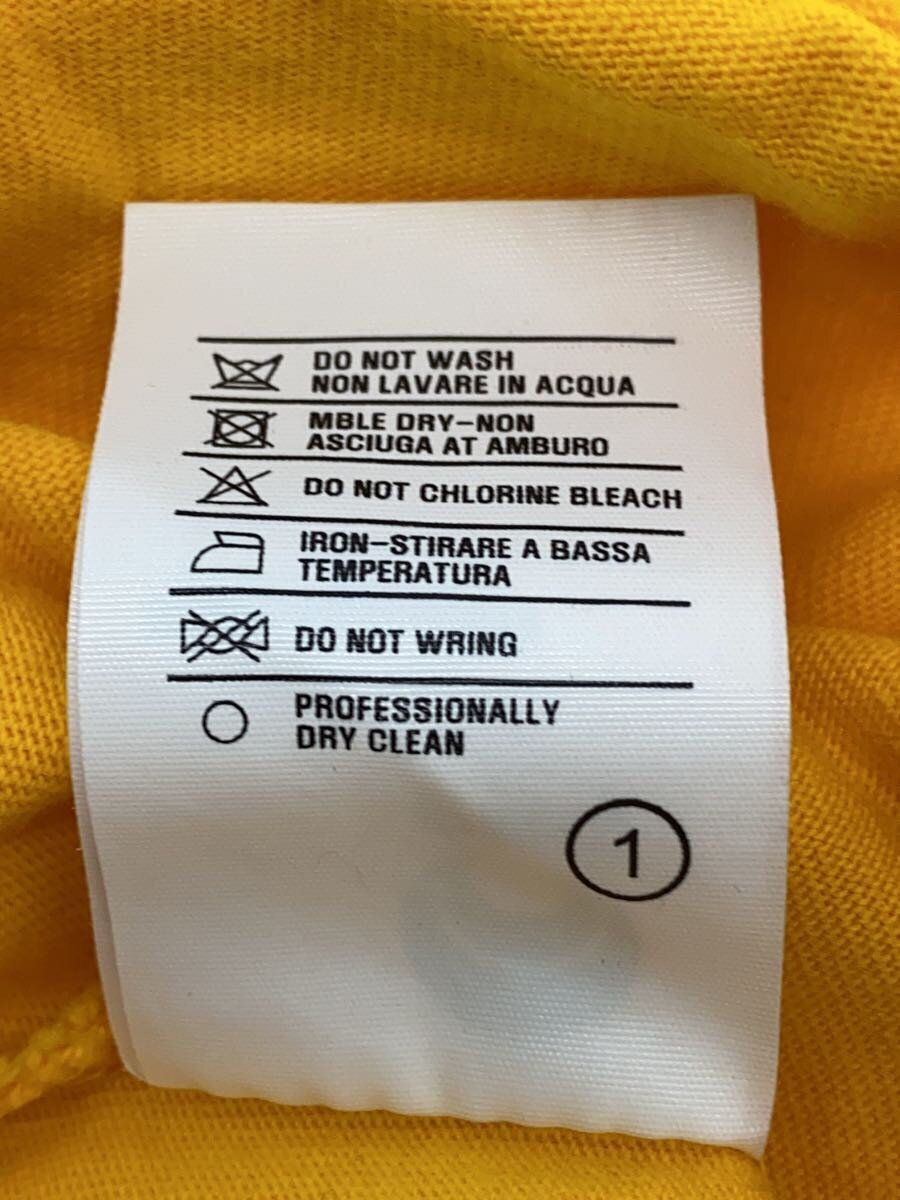 DO NOT WASH
NON LAVARE IN ACQUA
MBLE DRY-NON
ASCIUGA AT AMBURO
DO NOT CHLORINE BLEACH
IRON-STIRARE A BASSA
TEMPERATURA
DO NOT WRING
PROFESSIONALLY
DRY CLEAN
1